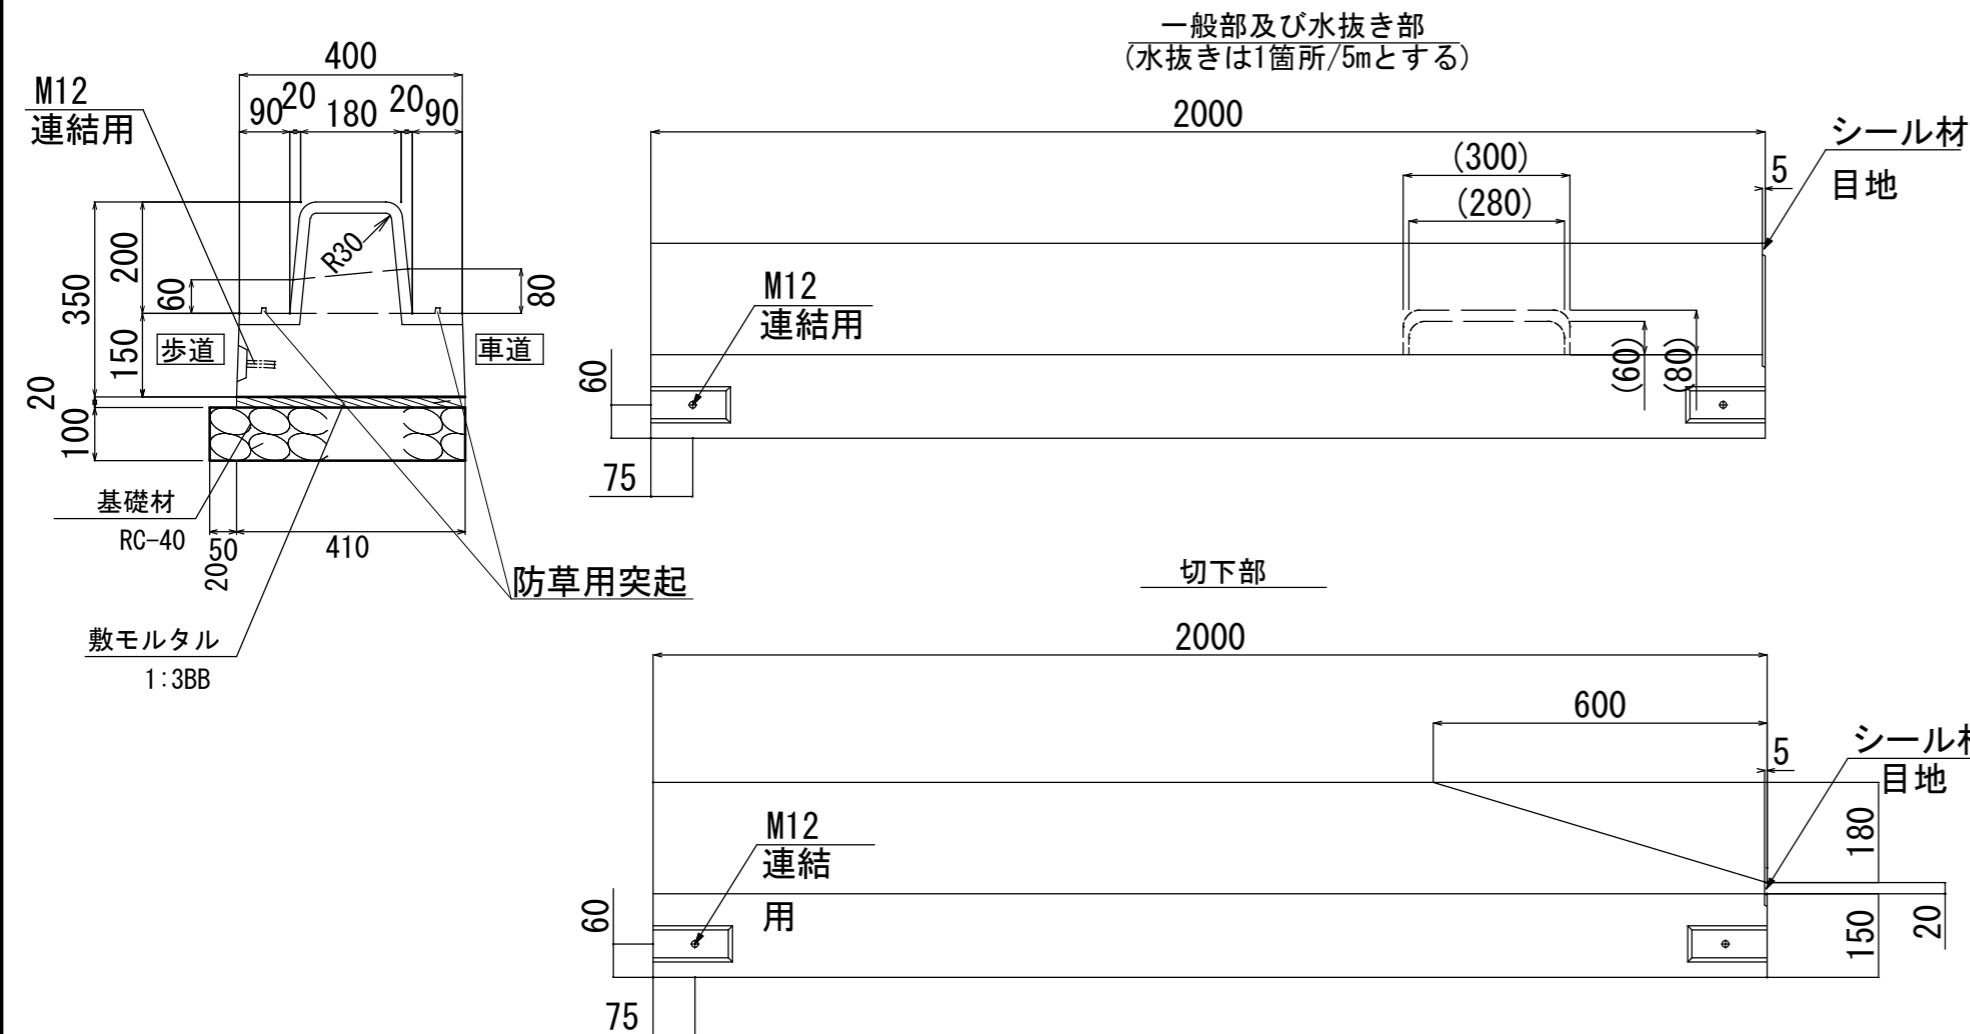 一般部及び水抜き部
(水抜きは1箇所/5mとする)
400
90
20
180
20
90
M12
連結用
350
200
150
60
80
R30
歩道
車道
20
100
基礎材
RC-40
50
20
410
防草用突起
敷モルタル
1:3BB
2000
(300)
(280)
5
シール材
目地
M12
連結用
60
75
(60)
(80)
切下部
2000
600
5
シール材
目地
M12
連結
用
60
75
180
150
20